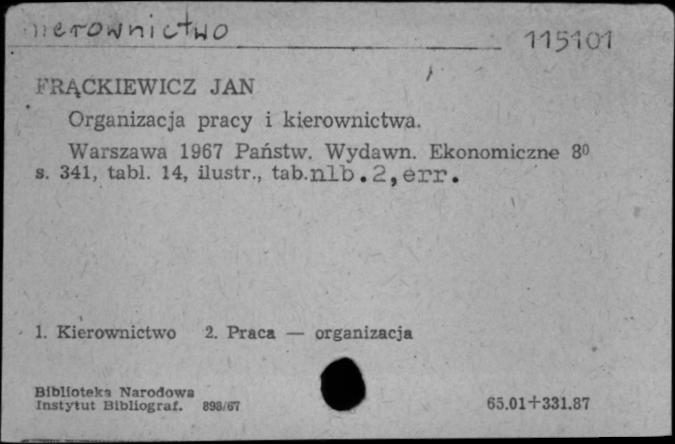 kierownictwo
115101
FRĄCKIEWICZ JAN
Organizacja pracy i kierownictwa.
Warszawa 1967 Państw. Wydawn. Ekonomiczne 8⁰
s. 341, tabl. 14, ilustr., tab.nlb.2,err.
1. Kierownictwo 2. Praca — organizacja
Biblioteka Narodowa
Instytut Bibliograf. 898/67
65.01+331.87